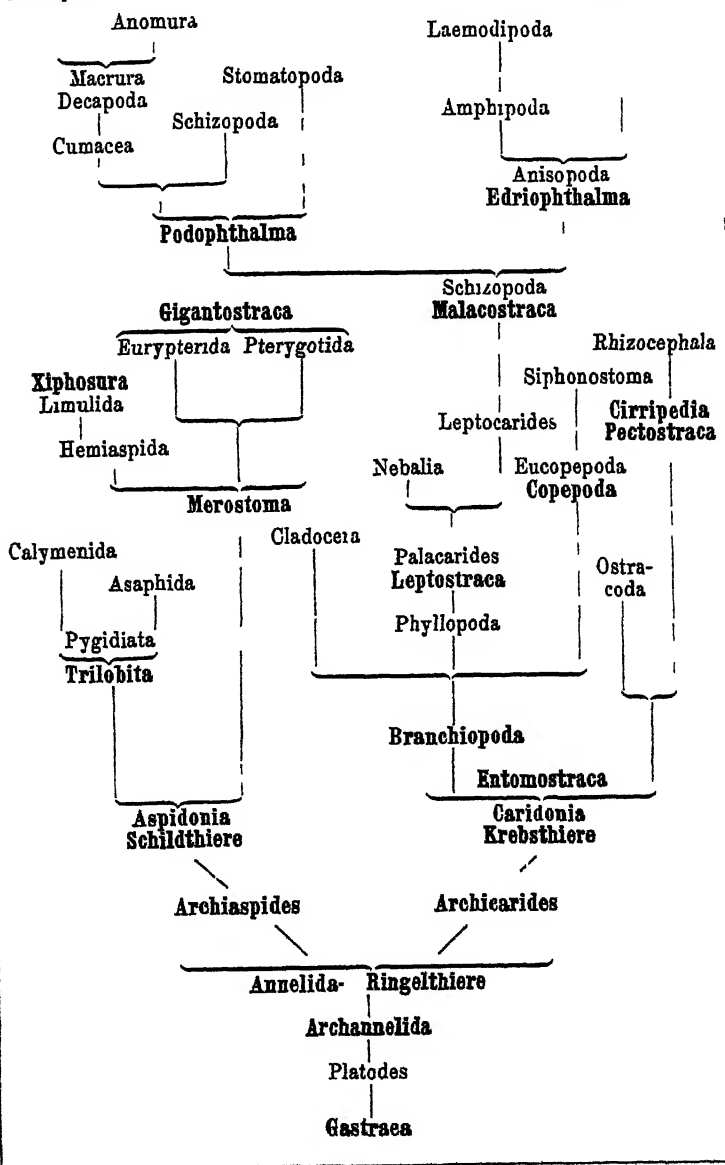 Anomura
Laemodipoda
Macrura
Decapoda
Stomatopoda
Amphipoda
Schizopoda
Cumacea
Anisopoda
Edriophthalma
Podophthalma
Schizopoda
Malacostraca
Gigantostraca
Eurypterida Pterygotida
Rhizocephala
Xiphosura
Limulida
Siphonostoma
Cirripedia
Pectostraca
Leptocarides
Hemiaspida
Nebalia
Eucopepoda
Copepoda
Merostoma
Cladocera
Calymenida
Palacarides
Leptostraca
Ostra-
coda
Asaphida
Phyllopoda
Pygidiata
Trilobita
Branchiopoda
Entomostraca
Aspidonia
Schildthiere
Caridonia
Krebsthiere
Archiaspides
Archicarides
Annelida- Ringelthiere
Archannelida
Platodes
Gastraea